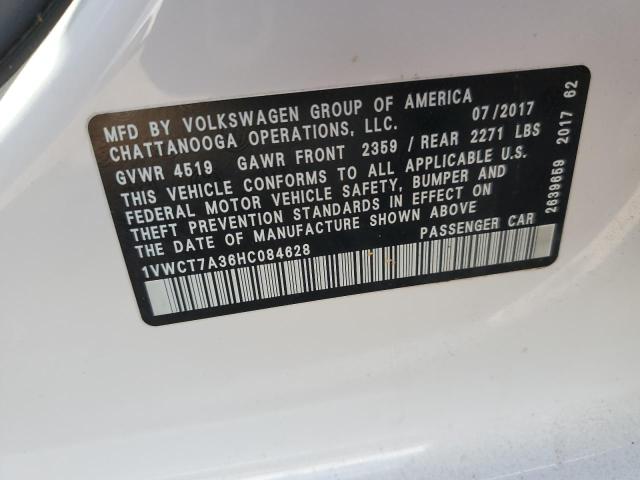 MFD BY VOLKSWAGEN GROUP OF AMERICA
CHATTANOOGA OPERATIONS, LLC. 07/2017
GVWR 4519 GAWR FRONT 2359 / REAR 2271 LBS
THIS VEHICLE CONFORMS TO ALL APPLICABLE U.S.
FEDERAL MOTOR VEHICLE SAFETY, BUMPER AND
THEFT PREVENTION STANDARDS IN EFFECT ON
THE DATE OF MANUFACTURE SHOWN ABOVE
1VWCT7A36HC084628 PASSENGER CAR
2639659 2017 62